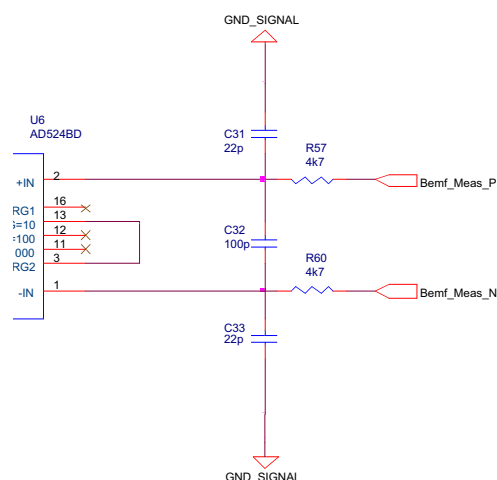 GND_SIGNAL
U6
AD524BD
C31
22p
R57
4k7
2
+IN
Bemf_Meas_P
16
RG1
13
G=10
12
=100
11
000
3
RG2
C32
100p
R60
4k7
1
-IN
Bemf_Meas_N
C33
22p
GND_SIGNAL